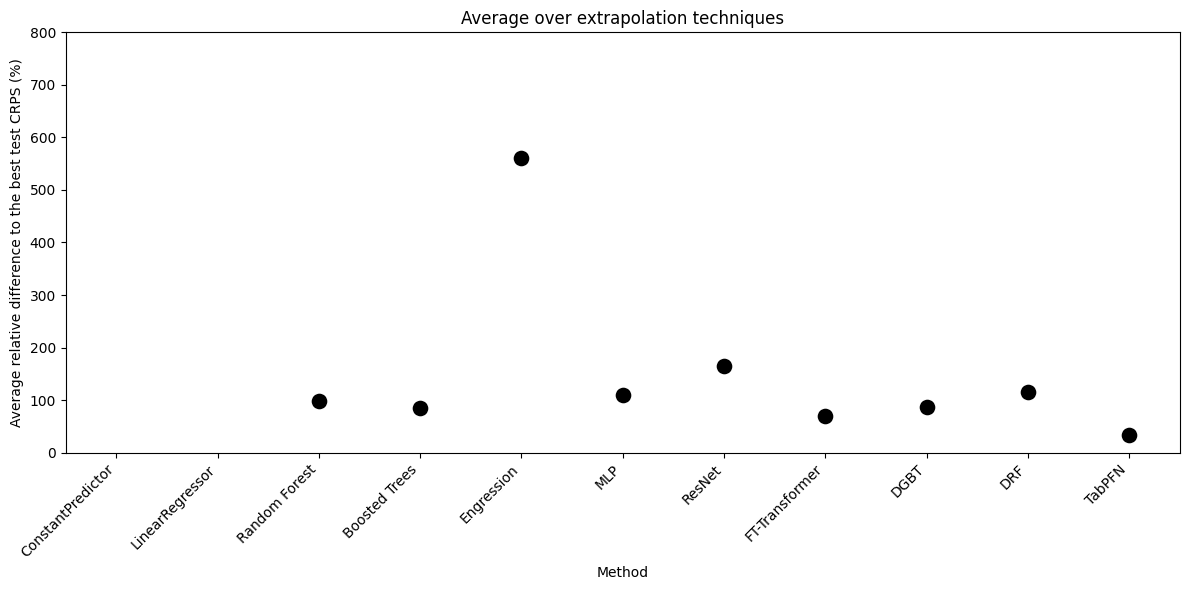 Average over extrapolation techniques
Average relative difference to the best test CRPS (%)
800
700
600
500
400
300
200
100
0
ConstantPredictor
LinearRegressor
Random Forest
Boosted Trees
Engression
MLP
ResNet
FT-Transformer
DGBT
DRF
TabPFN
Method